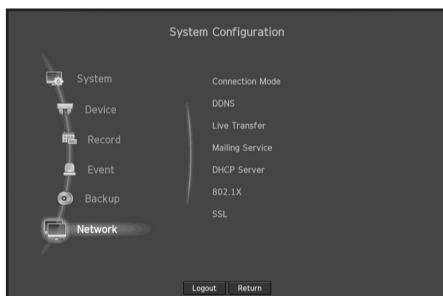 System Configuration
System
Device
Record
Event
Backup
Network
Connection Mode
DDNS
Live Transfer
Mailing Service
DHCP Server
802.1X
SSL
Logout
Return